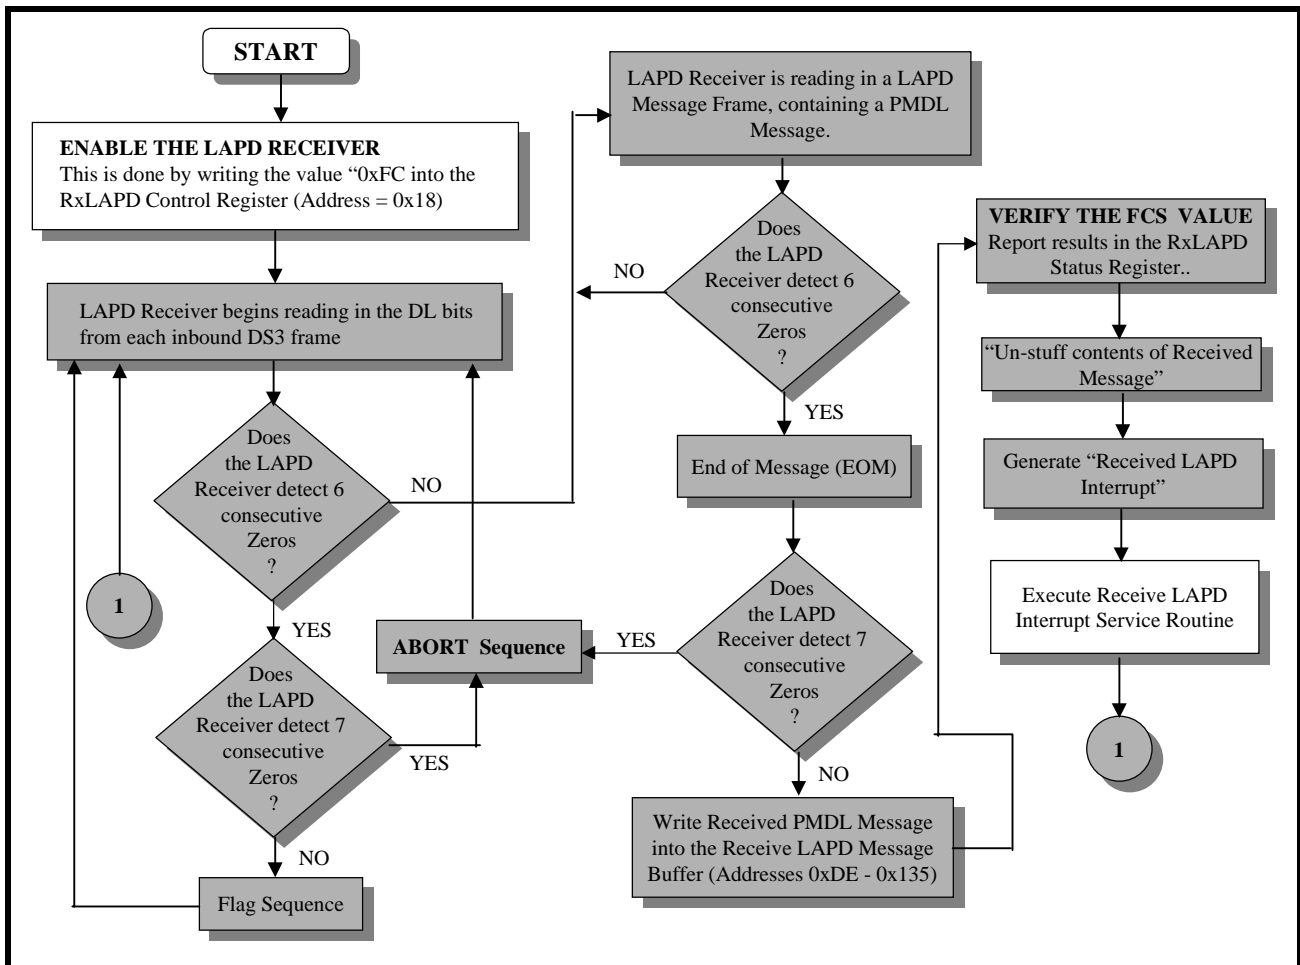 START
ENABLE THE LAPD RECEIVER
This is done by writing the value “0xFC into the
RxLAPD Control Register (Address = 0x18)
LAPD Receiver begins reading in the DL bits
from each inbound DS3 frame
Does
the LAPD
Receiver detect 6
consecutive
Zeros
?
NO
YES
1
Does
the LAPD
Receiver detect 7
consecutive
Zeros
?
YES
NO
Flag Sequence
ABORT  Sequence
LAPD Receiver is reading in a LAPD
Message Frame, containing a PMDL
Message.
Does
the LAPD
Receiver detect 6
consecutive
Zeros
?
NO
YES
End of Message (EOM)
Does
the LAPD
Receiver detect 7
consecutive
Zeros
?
YES
NO
Write Received PMDL Message
into the Receive LAPD Message
Buffer (Addresses 0xDE - 0x135)
VERIFY THE FCS  VALUE
Report results in the RxLAPD
Status Register..
“Un-stuff contents of Received
Message”
Generate “Received LAPD
Interrupt”
Execute Receive LAPD
Interrupt Service Routine
1